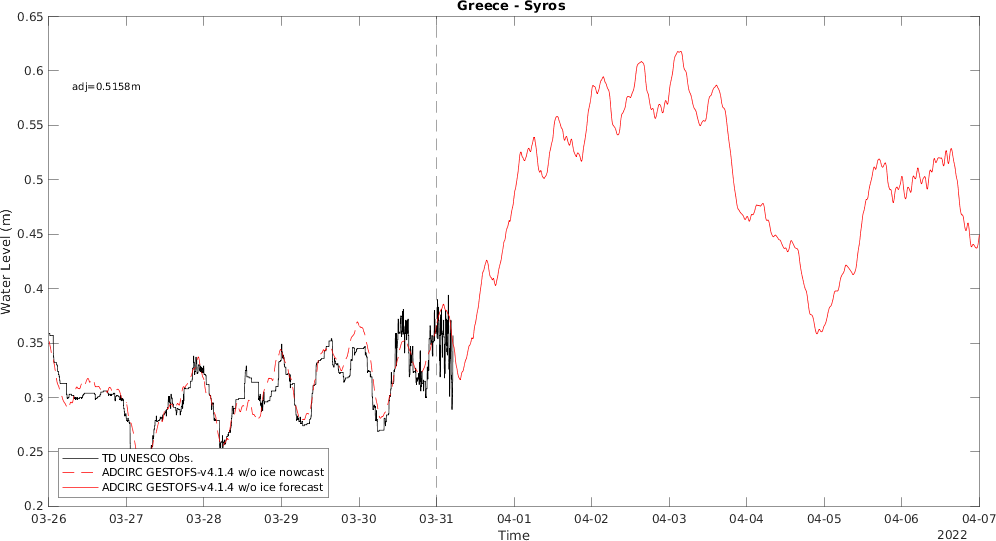 Greece - Syros
0.65
0.6
0.55
0.5
0.45
0.4
0.35
0.3
0.25
0.2
Water Level (m)
adj=0.5158m
TD UNESCO Obs.
ADCIRC GESTOFS-v4.1.4 w/o ice nowcast
ADCIRC GESTOFS-v4.1.4 w/o ice forecast
03-26 03-27 03-28 03-29 03-30 03-31 04-01 04-02 04-03 04-04 04-05 04-06 04-07
Time
2022